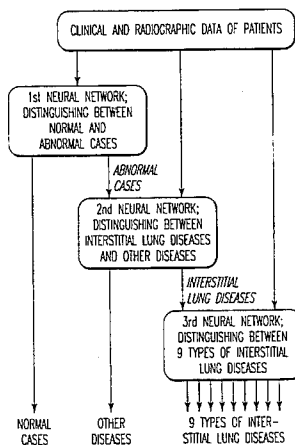 CLINICAL AND RADIOGRAPHIC DATA OF PATIENTS
1st NEURAL NETWORK;
DISTINGUISHING BETWEEN
NORMAL AND
ABNORMAL CASES
ABNORMAL
CASES
2nd NEURAL NETWORK;
DISTINGUISHING BETWEEN
INTERSTITIAL LUNG DISEASES
AND OTHER DISEASES
INTERSTITIAL
LUNG DISEASES
3rd NEURAL NETWORK;
DISTINGUISHING BETWEEN
9 TYPES OF INTERSTITIAL
LUNG DISEASES
NORMAL
CASES
OTHER
DISEASES
9 TYPES OF INTER-
STITIAL LUNG DISEASES